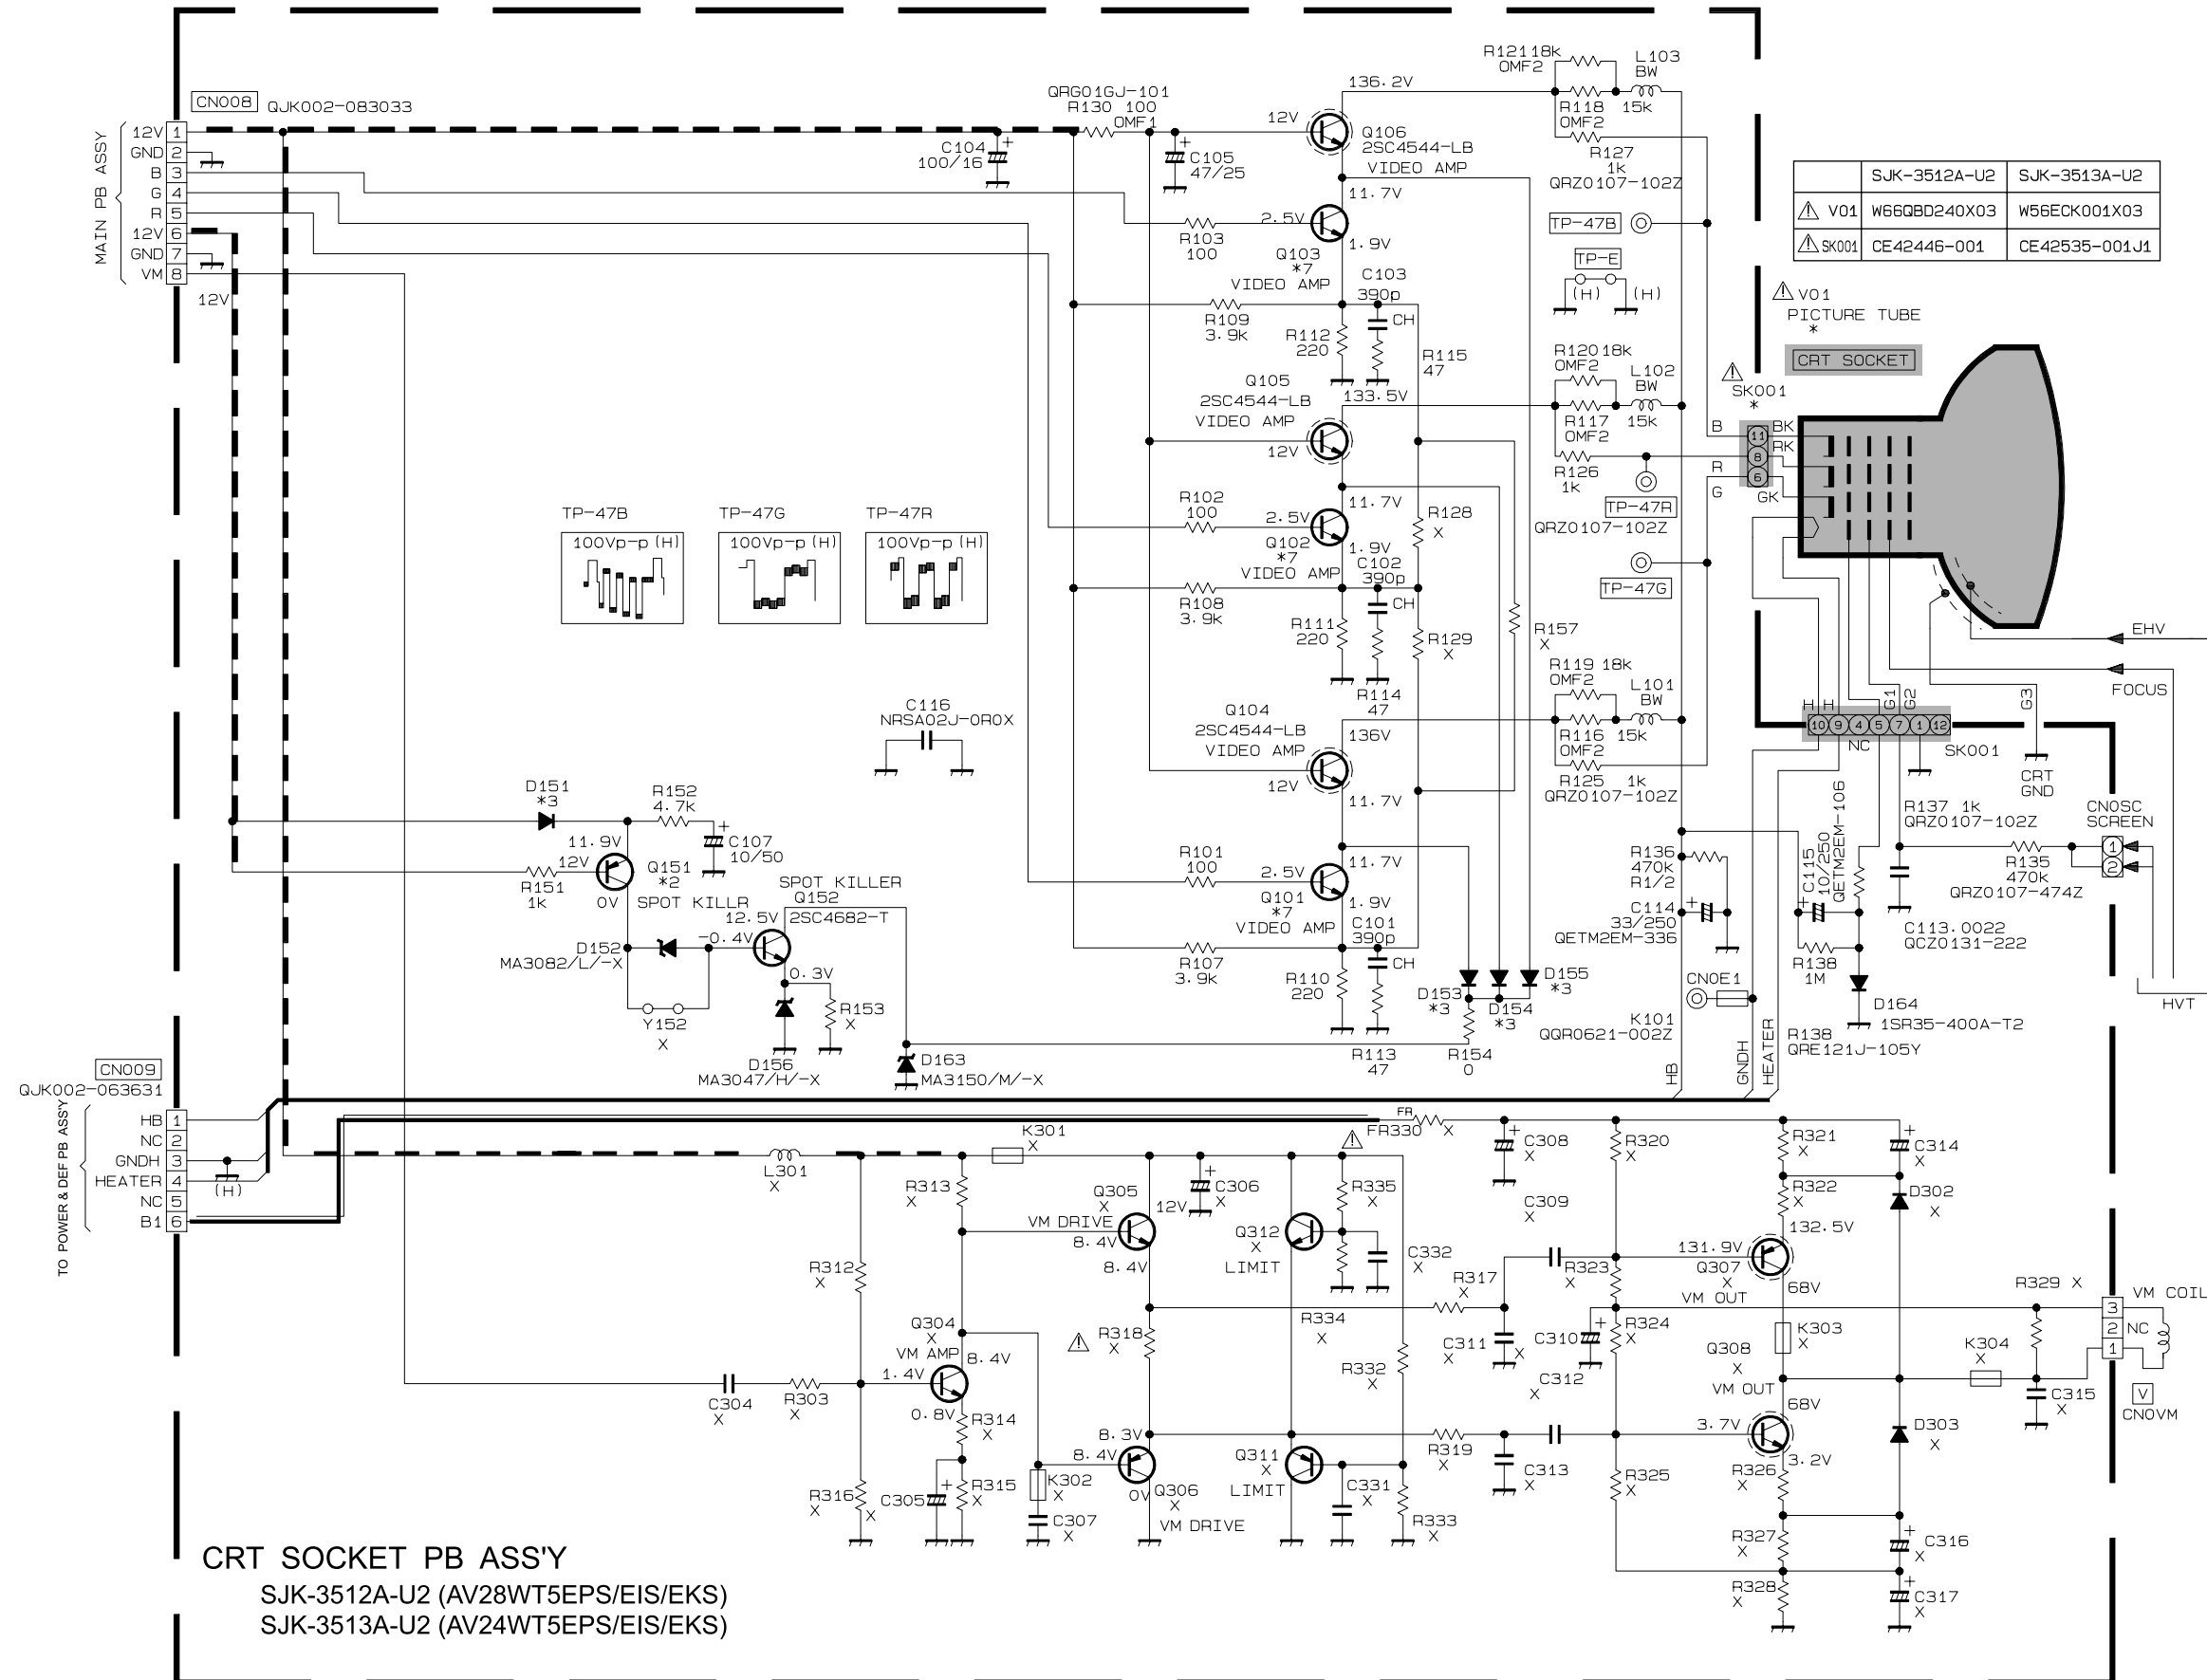 CN008 QJK002-083033
MAIN PB ASSY
12V 1
GND 2
B 3
G 4
R 5
12V 6
GND 7
VM 8
12V
C104
100/16
QRG01GJ-101
R130 100
OMF1
C105
47/25
12V
136.2V
Q106
2SC4544-LB
VIDEO AMP
11.7V
R121 18k
OMF2
L103
BW
R118
OMF2
15k
R127
1k
QRZ0107-102Z
TP-47B
TP-E
(H) (H)
R103
100
2.5V
1.9V
Q103
*7
VIDEO AMP
C103
390p
CH
R109
3.9k
R112
220
R115
47
SJK-3512A-U2 SJK-3513A-U2
⚠ V01 W66QBD240X03 W56ECK001X03
⚠ SK001 CE42446-001 CE42535-001J1
⚠ V01
PICTURE TUBE
*
CRT SOCKET
⚠
SK001
*
Q105
2SC4544-LB
VIDEO AMP
133.5V
12V
11.7V
R120 18k
OMF2
L102
BW
R117
OMF2
15k
R126
1k
TP-47R
QRZ0107-102Z
TP-47G
B
R
G
11
8
6
BK
RK
GK
TP-47B
100Vp-p (H)
TP-47G
100Vp-p (H)
TP-47R
100Vp-p (H)
R102
100
2.5V
Q102
*7
VIDEO AMP
1.9V
C102
390p
CH
R128
X
R108
3.9k
R111
220
R129
X
R157
X
R114
47
EHV
FOCUS
R119 18k
OMF2
L101
BW
Q104
2SC4544-LB
VIDEO AMP
136V
12V
11.7V
R116
OMF2
15k
R125 1k
QRZ0107-102Z
C116
NRSA02J-0R0X
H H G1 G2 G3
10 9 4 5 7 1 12
NC
SK001
CRT
GND
D151
*3
R152
4.7k
C107
10/50
11.9V
12V
R151
1k
Q151
*2
0V
SPOT KILLR
SPOT KILLER
Q152
2SC4682-T
12.5V
-0.4V
D152
MA3082/L/-X
0.3V
R153
X
Y152
X
D156
MA3047/H/-X
D163
MA3150/M/-X
R101
100
2.5V
11.7V
Q101
*7
VIDEO AMP
1.9V
C101
390p
CH
R107
3.9k
R110
220
R113
47
D153
*3
D154
*3
D155
*3
R154
0
R136
470k
R1/2
C114
33/250
QETM2EM-336
C115
10/250
QETM2EM-106
R137 1k
QRZ0107-102Z
CN0SC
SCREEN
1
2
R135
470k
QRZ0107-474Z
C113.0022
QCZ0131-222
R138
1M
CN0E1
K101
QQR0621-002Z
D164
1SR35-400A-T2
R138
QRE121J-105Y
HVT
HB
GNDH
HEATER
CN009
QJK002-063631
TO POWER & DEF PB ASS'Y
HB 1
NC 2
GNDH 3
HEATER 4
NC 5
B1 6
(H)
L301
X
K301
X
FR
⚠ FR330 X
R313
X
Q305
X
VM DRIVE
12V
8.4V
8.4V
C306
X
Q312
X
LIMIT
R335
X
C332
X
R334
X
C308
X
C309
X
R320
X
R321
X
R322
X
C314
X
D302
X
132.5V
131.9V
Q307
X
VM OUT
68V
R312
X
R317
X
R323
X
R329 X
VM COIL
3
2
1
NC
Q304
X
VM AMP
8.4V
1.4V
0.8V
⚠ R318
X
R332
X
C311
X
X
C310
C312
X
R324
X
K303
X
Q308
X
VM OUT
68V
K304
X
C315
X
V
CN0VM
C304
X
R303
X
R314
X
8.3V
8.4V
0V
Q306
X
VM DRIVE
Q311
X
LIMIT
R319
X
C313
X
3.7V
3.2V
D303
X
R325
X
R326
X
R316
X
X
C305
R315
X
K302
X
C307
X
C331
X
R333
X
R327
X
C316
X
R328
X
C317
X
CRT SOCKET PB ASS'Y
SJK-3512A-U2 (AV28WT5EPS/EIS/EKS)
SJK-3513A-U2 (AV24WT5EPS/EIS/EKS)